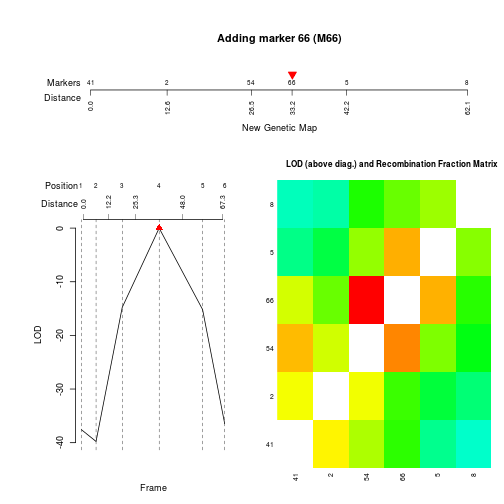 Adding marker 66 (M66)
Markers 41 2 54 66 5 8
Distance 0.0 12.6 26.5 33.2 42.2 62.1
New Genetic Map
LOD (above diag.) and Recombination Fraction Matrix
Position 1 2 3 4 5 6
Distance 0.0 12.2 25.3 48.0 67.3
LOD
0
-10
-20
-30
-40
Frame
8
5
66
54
2
41
41 2 54 66 5 8